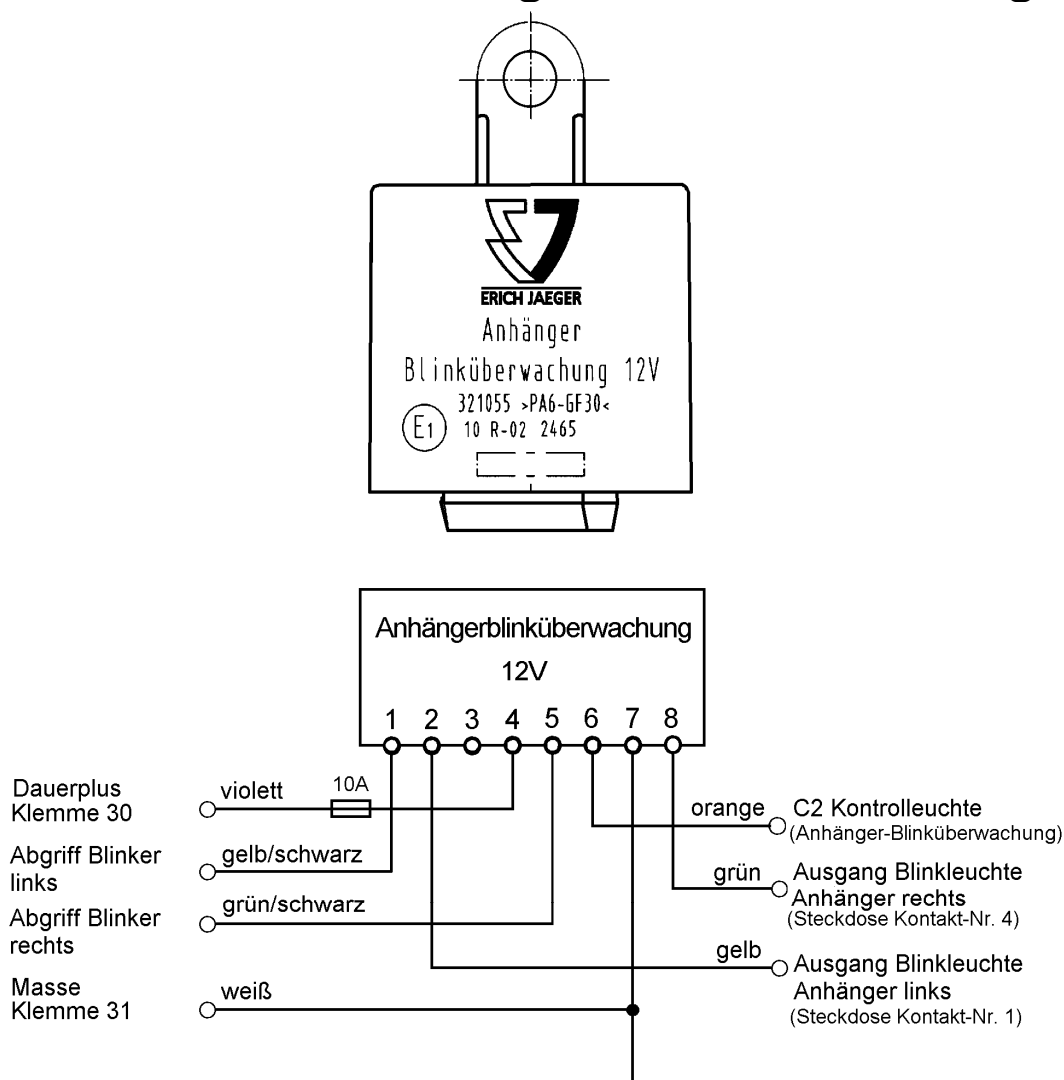 ERICH JAEGER
Anhänger
Blinküberwachung 12V
321055 >PA6-GF30<
E1
10 R-02 2465
Anhängerblinküberwachung
12V
1 2 3 4 5 6 7 8
Dauerplus
Klemme 30
violett
10A
orange
C2 Kontrolleuchte
(Anhänger-Blinküberwachung)
Abgriff Blinker
links
gelb/schwarz
grün
Ausgang Blinkleuchte
Anhänger rechts
(Steckdose Kontakt-Nr. 4)
Abgriff Blinker
rechts
grün/schwarz
gelb
Ausgang Blinkleuchte
Anhänger links
(Steckdose Kontakt-Nr. 1)
Masse
Klemme 31
weiß